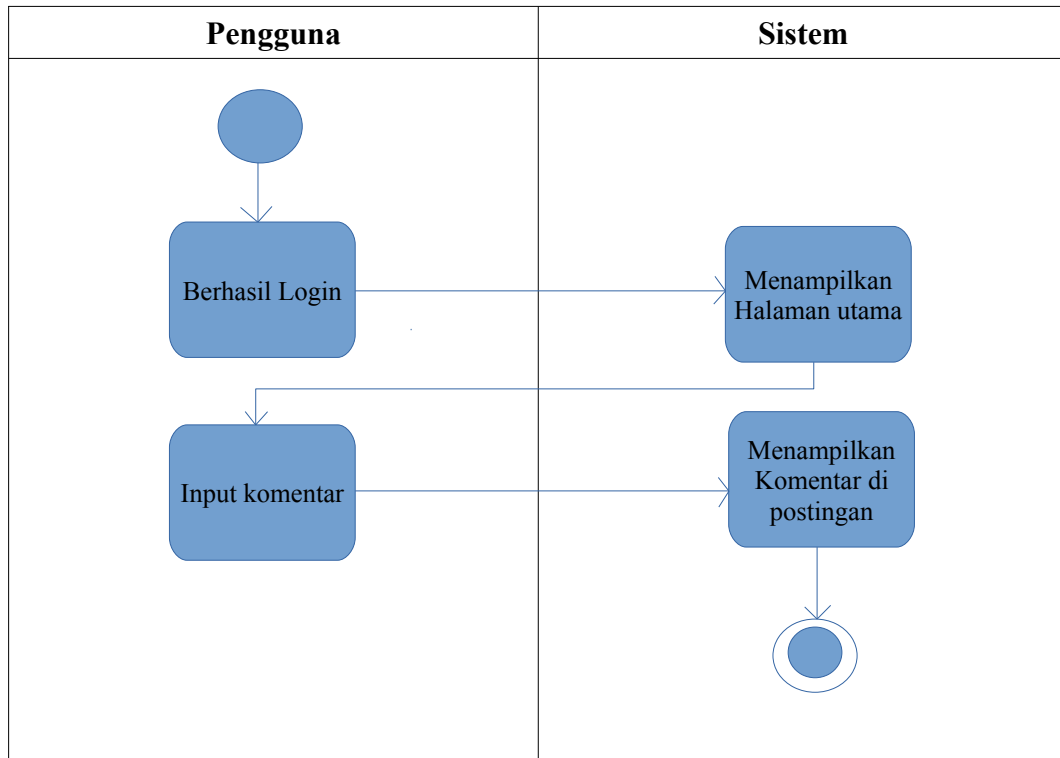 Pengguna
Sistem
Berhasil Login
Menampilkan
Halaman utama
Input komentar
Menampilkan
Komentar di
postingan